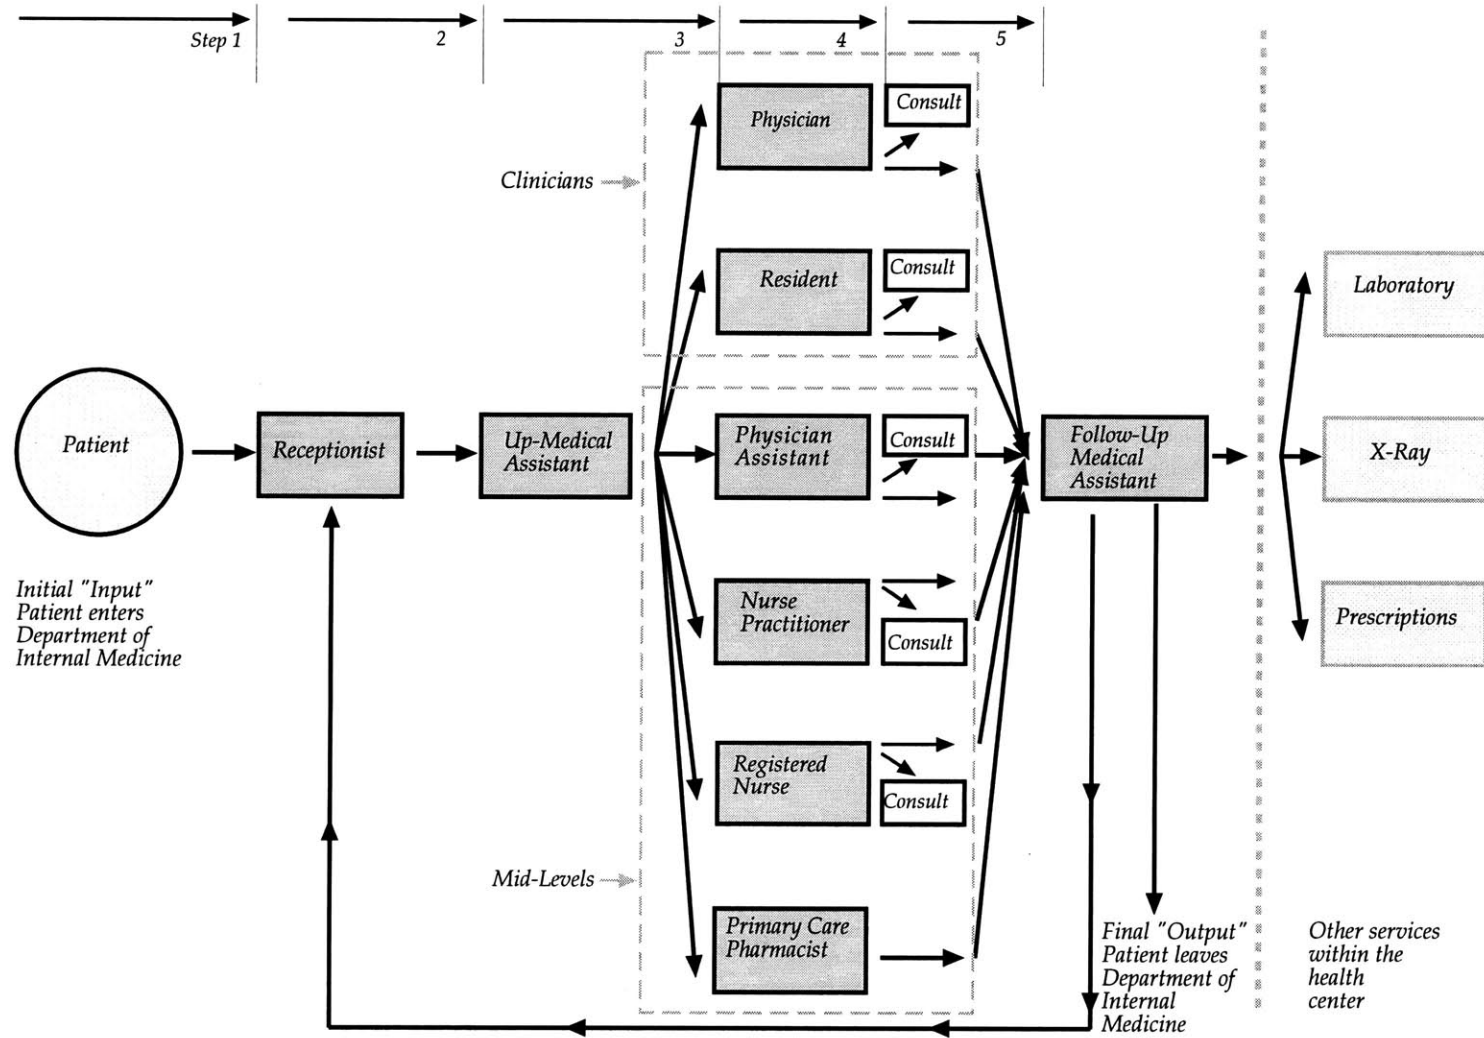 Step 1
2
3
4
5
Physician
Consult
Clinicians
Resident
Consult
Laboratory
Patient
Receptionist
Up-Medical
Assistant
Physician
Assistant
Consult
Follow-Up
Medical
Assistant
X-Ray
Initial "Input"
Patient enters
Department of
Internal Medicine
Nurse
Practitioner
Consult
Prescriptions
Registered
Nurse
Consult
Mid-Levels
Primary Care
Pharmacist
Final "Output"
Patient leaves
Department of
Internal
Medicine
Other services
within the
health
center